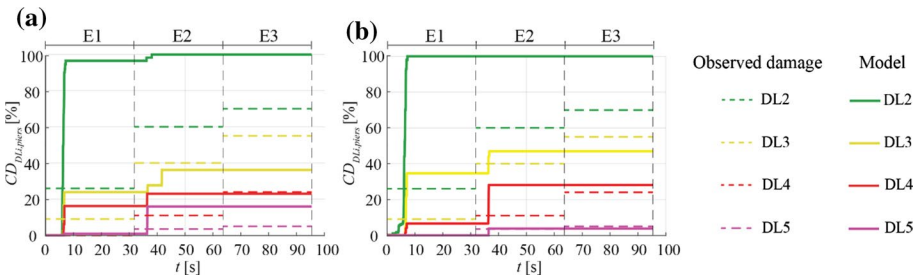 (a)
E1 E2 E3
100
80
60
40
20
0
CD_DLi,piers [%]
0 10 20 30 40 50 60 70 80 90 100
t [s]
(b)
E1 E2 E3
100
80
60
40
20
0
CD_DLi,piers [%]
0 10 20 30 40 50 60 70 80 90 100
t [s]
Observed damage Model
DL2 DL2
DL3 DL3
DL4 DL4
DL5 DL5